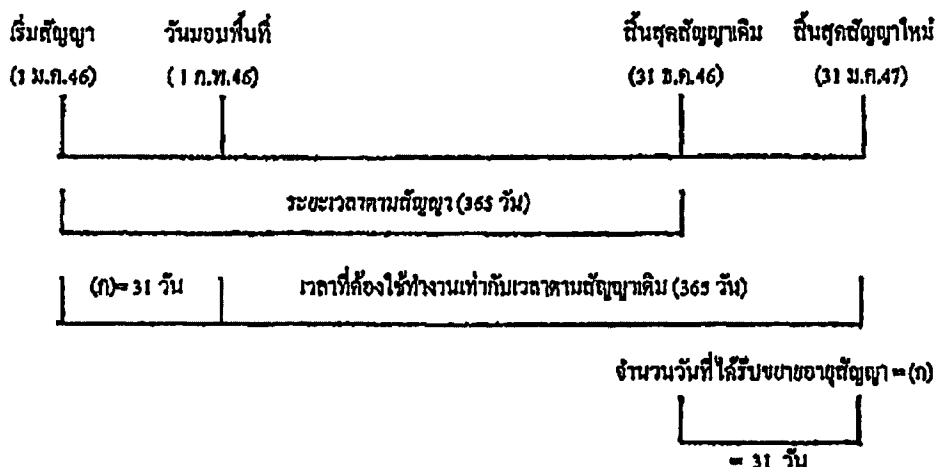 เริ่มสัญญา วันมอบพื้นที่ สิ้นสุดสัญญาเดิม สิ้นสุดสัญญาใหม่
(1 ม.ค.46) (1 ก.พ.46) (31 ธ.ค.46) (31 ม.ค.47)
ระยะเวลาตามสัญญา (365 วัน)
(ก)= 31 วัน เวลาที่ต้องใช้ทำงานเท่ากับเวลาตามสัญญาเดิม (365 วัน)
จำนวนวันที่ได้รับขยายอายุสัญญา = (ก)
= 31 วัน